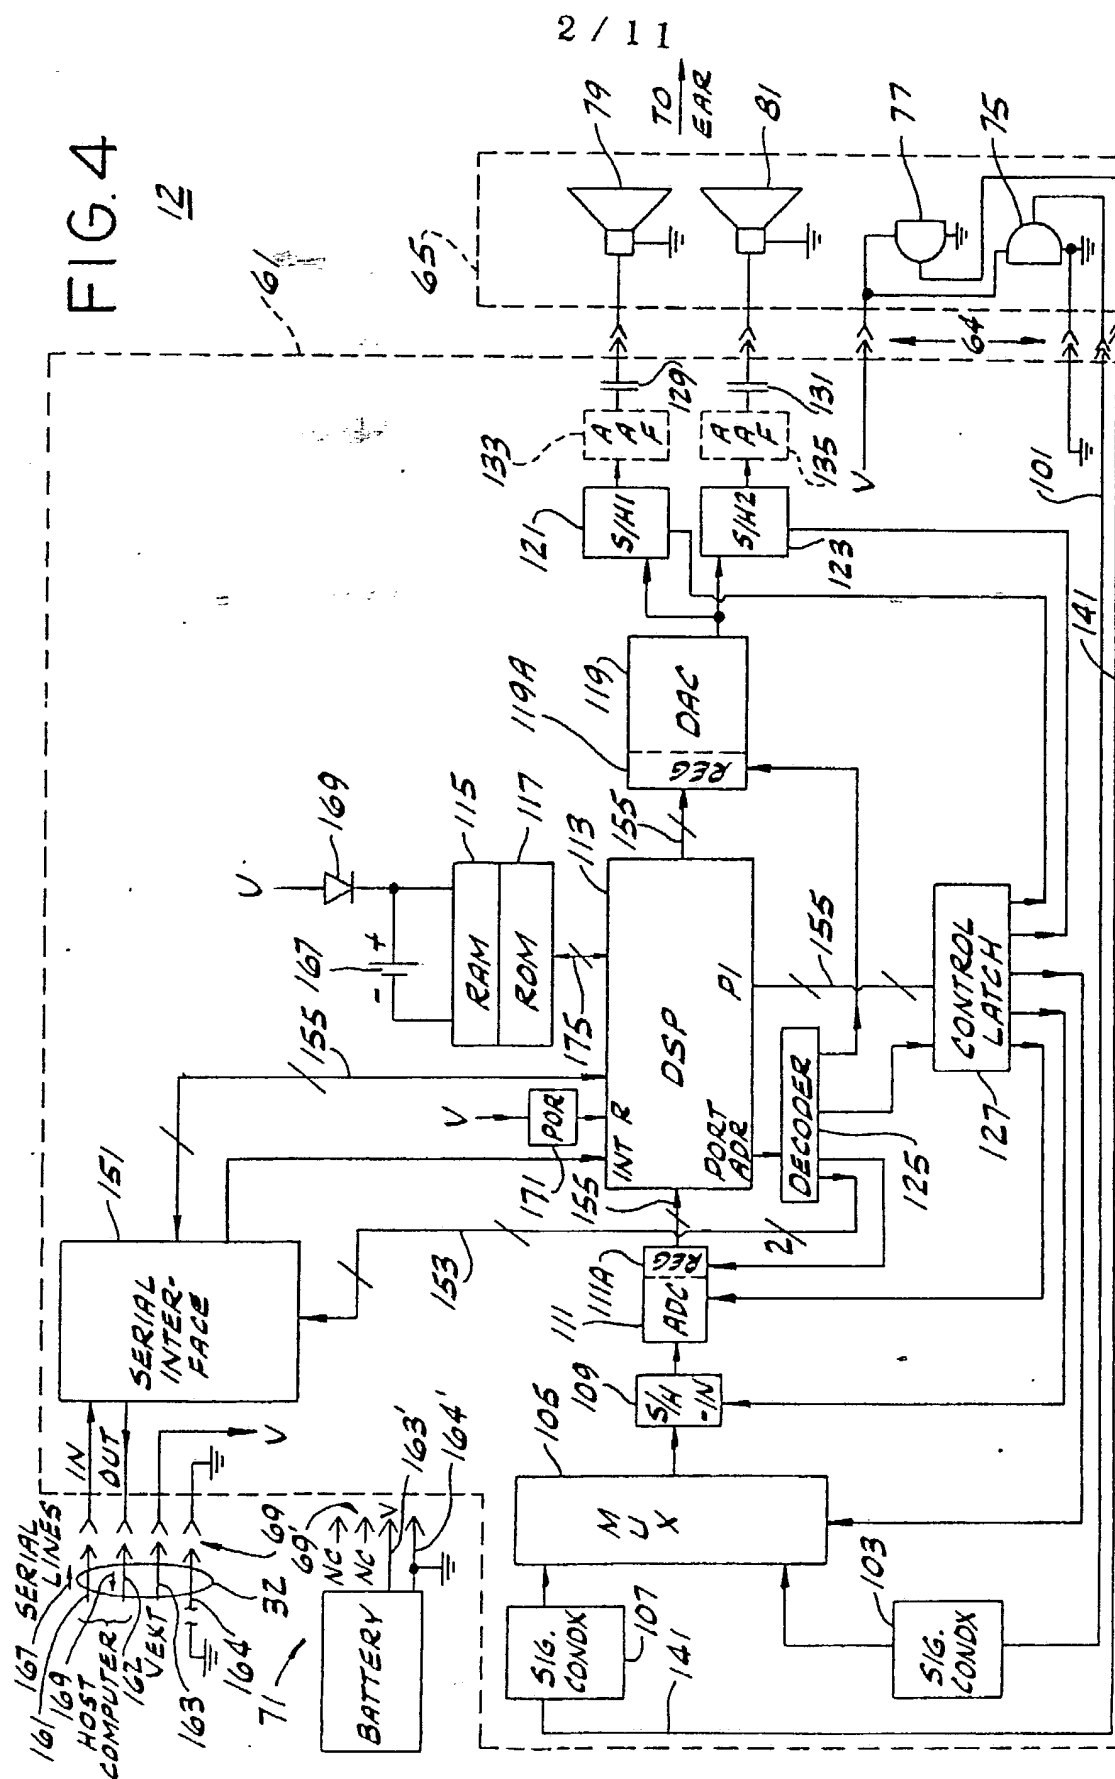 2 / 11
FIG. 4
12
61
65
79
TO EAR
81
77
75
64
129
131
133
A A F
135
A A F
V
101
141
121
S/H1
S/H2
123
119
119A
DAC
REG
155
169
V
115
117
113
167
+
-
RAM
ROM
175
155
DSP
P1
INT R
PORT ADR
V
POR
171
155
155
DECODER
125
CONTROL LATCH
127
2
151
SERIAL INTER- FACE
153
111
111A
ADC
REG
109
S/H -IN
105
MUX
103
SIG. CONDX
107
SIG. CONDX
141
IN
OUT
V
SERIAL LINES
167
161
169
HOST COMPUTER
162
VEXT
163
164
32
69
69'
NC
NC
V
163'
164'
71
BATTERY